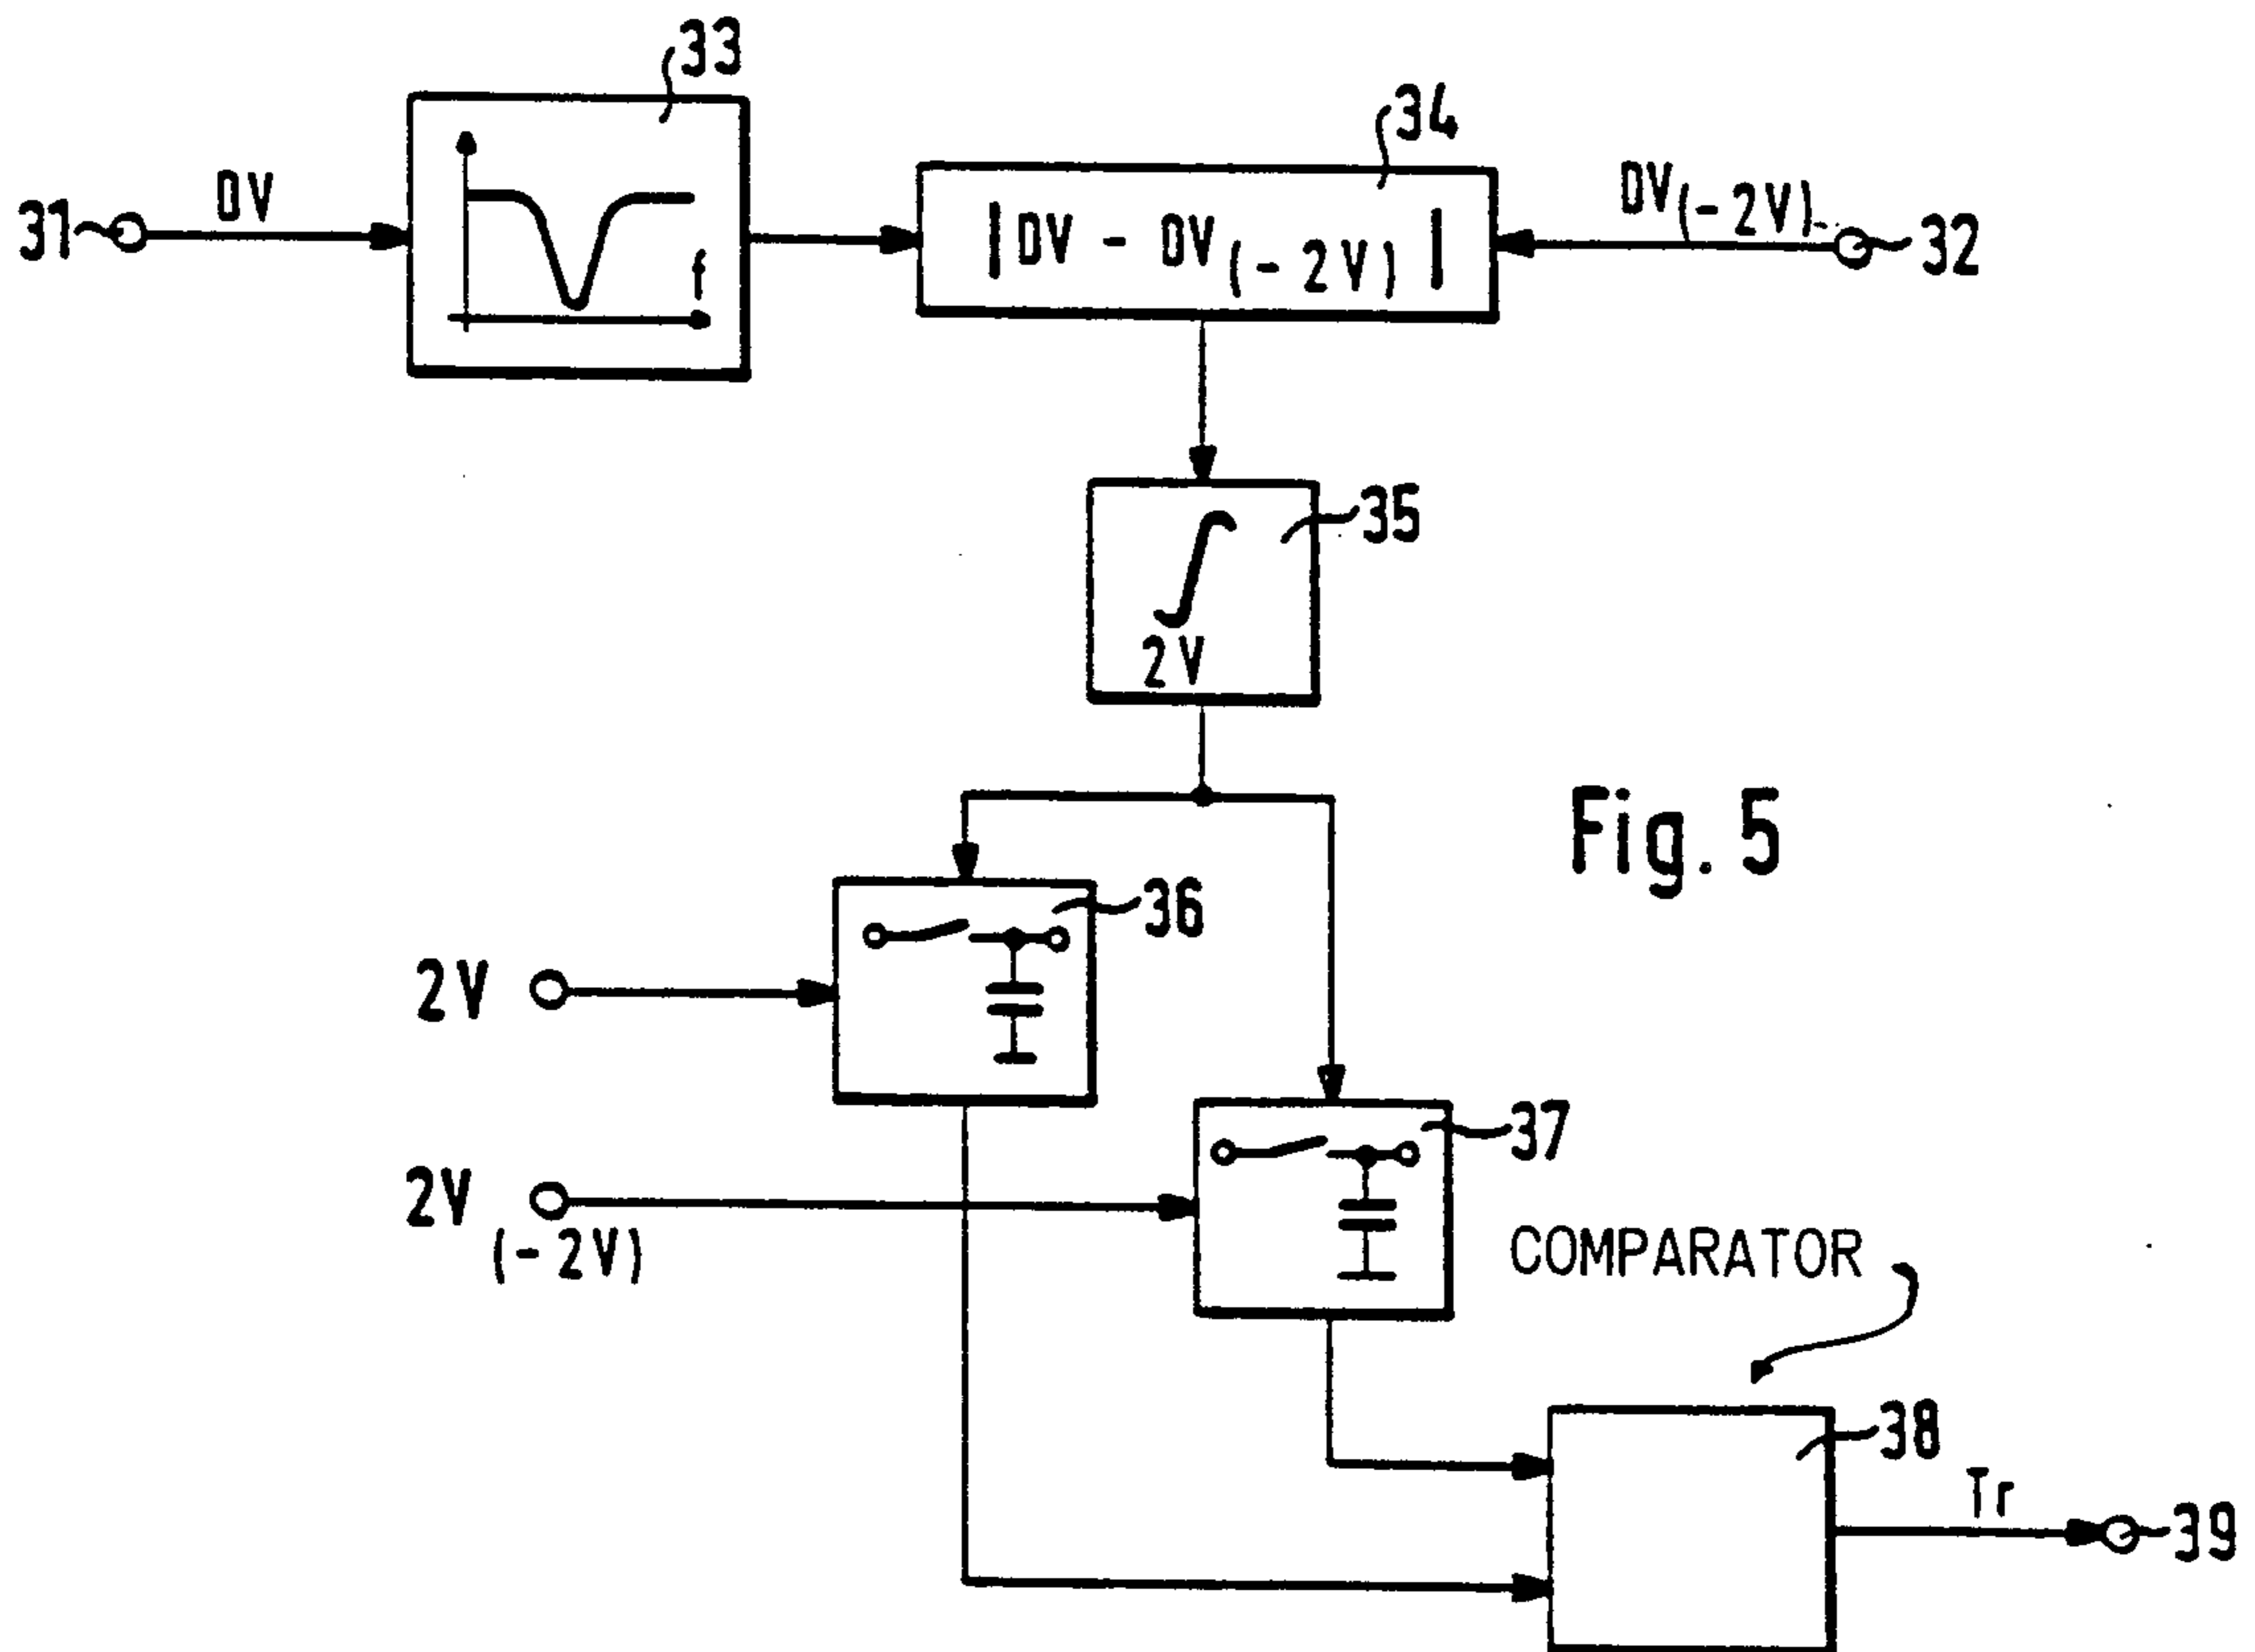 33
34
31
DV
f
| DV - DV(-2V) |
DV(-2V)
32
35
2V
Fig. 5
36
2V
37
2V
(-2V)
COMPARATOR
38
Tr
39